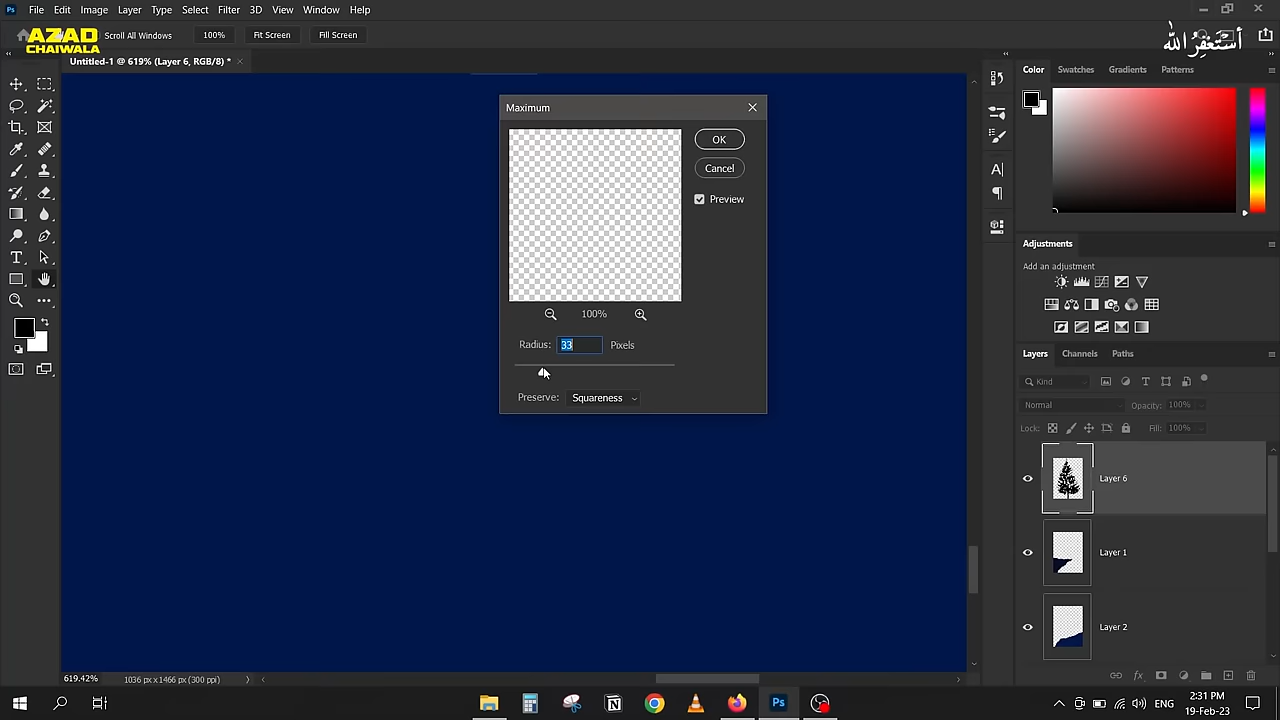 File Edit Image Layer Type Select Filter 3D View Window Help
AZAD
CHAIWALA
Scroll All Windows 100% Fit Screen Fill Screen
أستغفر الله
Untitled-1 @ 619% (Layer 6, RGB/8) * ×
Maximum
OK
Cancel
Preview
100%
Radius: 33 Pixels
Preserve: Squareness
Color Swatches Gradients Patterns
Adjustments
Add an adjustment
Layers Channels Paths
Kind
Normal Opacity: 100%
Lock: Fill: 100%
Layer 6
Layer 1
Layer 2
619.42% 1036 px x 1466 px (300 ppi)
2:31 PM
19-Feb-23